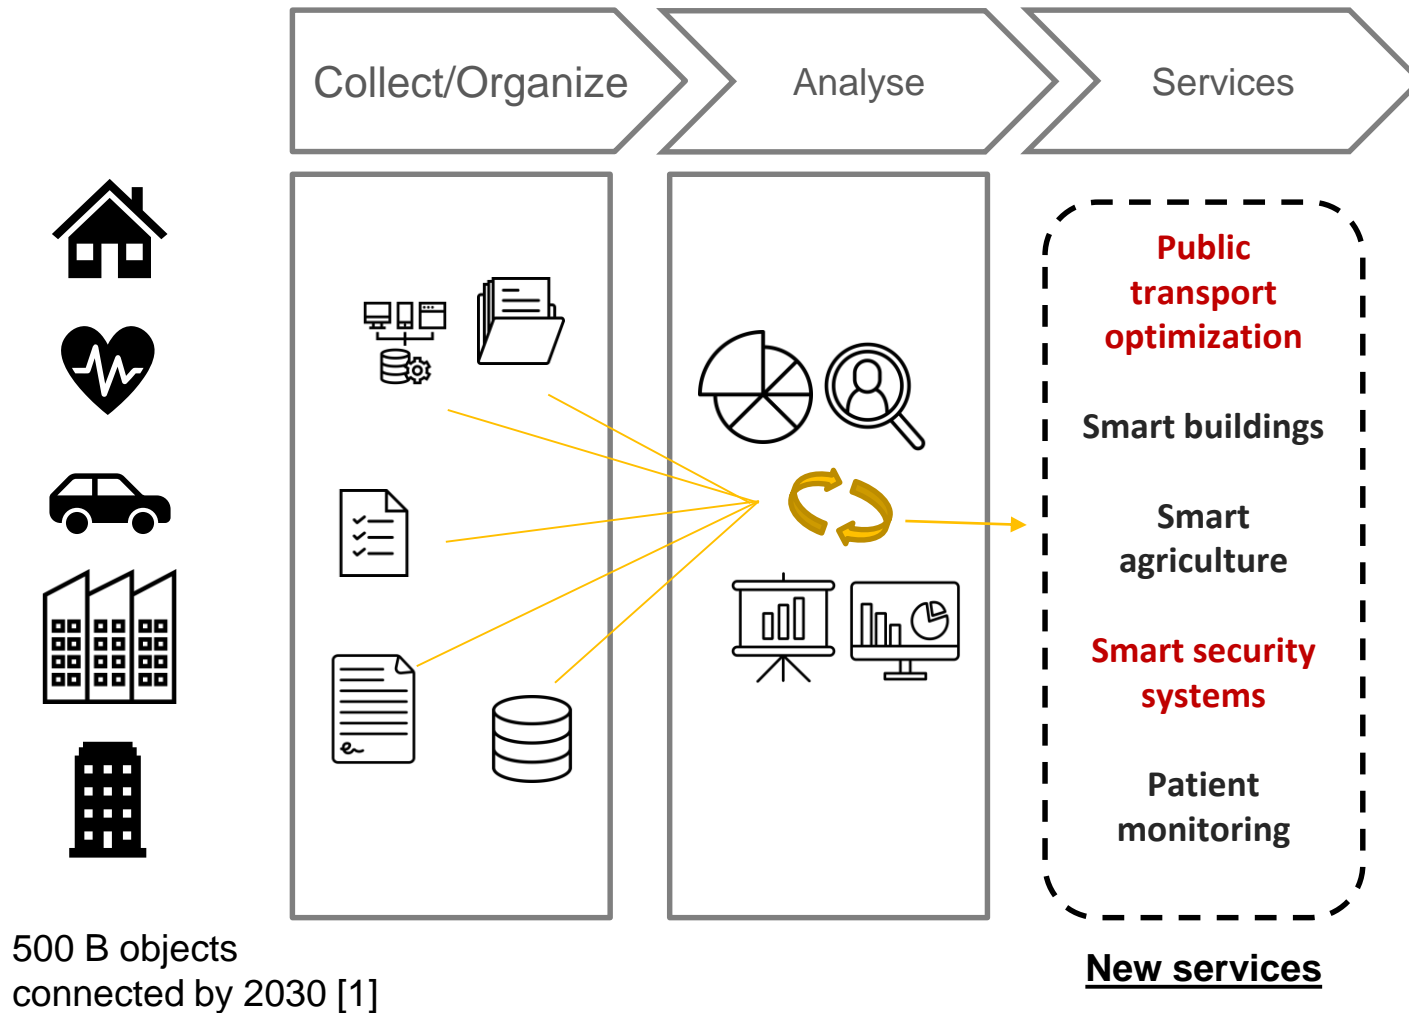 Collect/Organize
Analyse
Services
Public
transport
optimization
Smart buildings
Smart
agriculture
Smart security
systems
Patient
monitoring
500 B objects
connected by 2030 [1]
New services